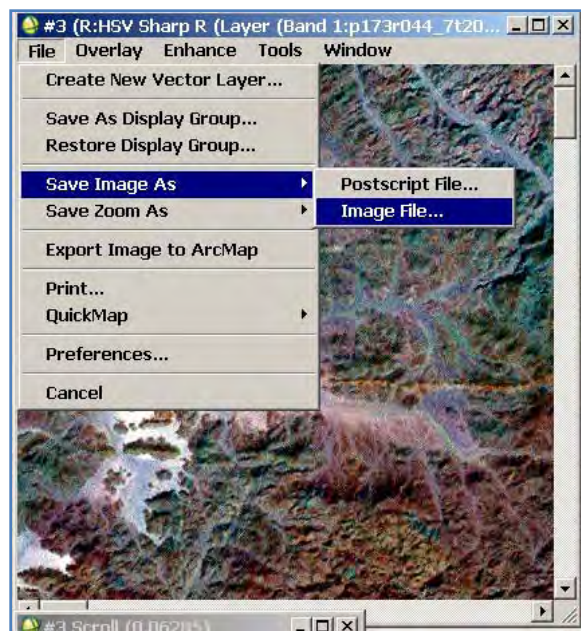 #3 (R:HSV Sharp R (Layer (Band 1:p173r044_7t20...
File Overlay Enhance Tools Window
Create New Vector Layer...
Save As Display Group...
Restore Display Group...
Save Image As
Postscript File...
Save Zoom As
Image File...
Export Image to ArcMap
Print...
QuickMap
Preferences...
Cancel
#3 Scroll (0.06285)